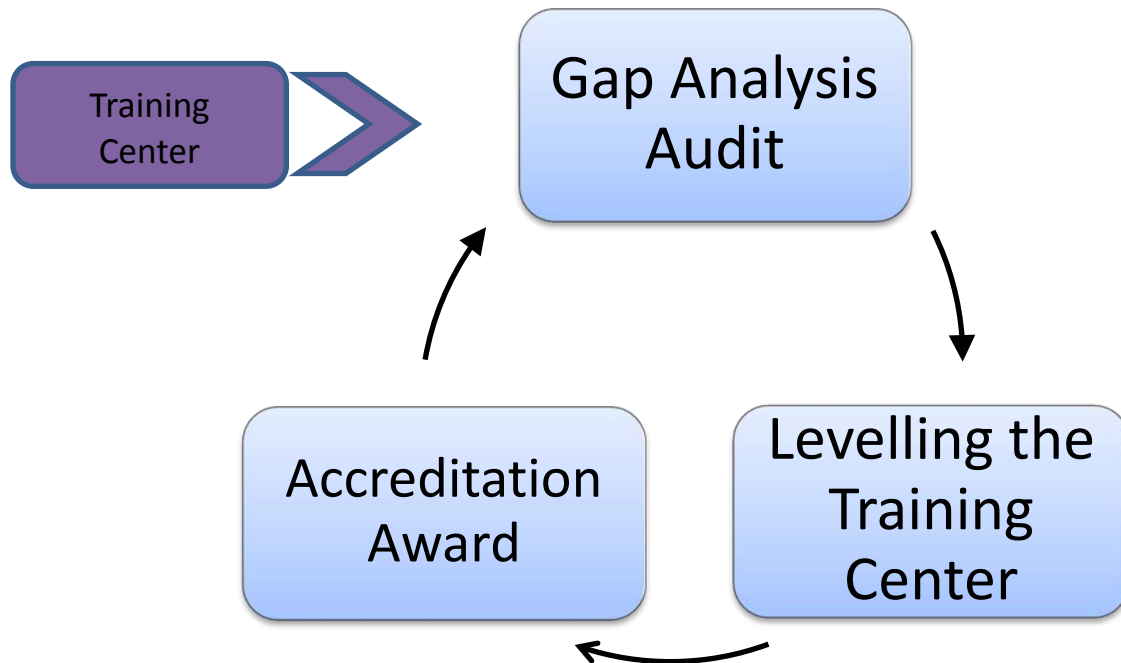 Training
Center
Gap Analysis
Audit
Accreditation
Award
Levelling the
Training
Center